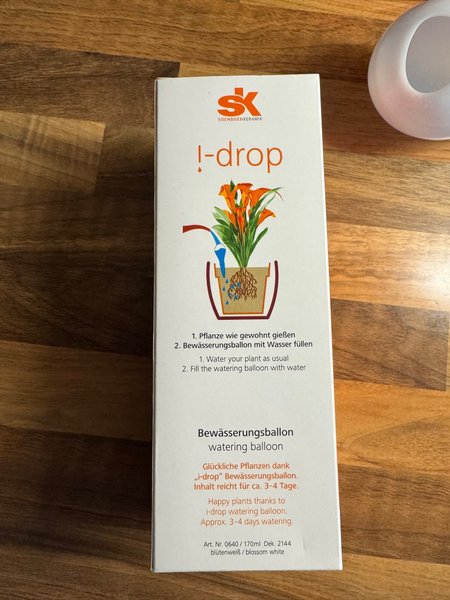 sk
SOENDGENKERAMIK
i-drop
1. Pflanze wie gewohnt gießen
2. Bewässerungsballon mit Wasser füllen
1. Water your plant as usual
2. Fill the watering balloon with water
Bewässerungsballon
watering balloon
Glückliche Pflanzen dank
„i-drop" Bewässerungsballon.
Inhalt reicht für ca. 3-4 Tage.
Happy plants thanks to
i-drop watering balloon.
Approx. 3-4 days watering.
Art. Nr. 0640 / 170ml Dek. 2144
blütenweiß / blossom white